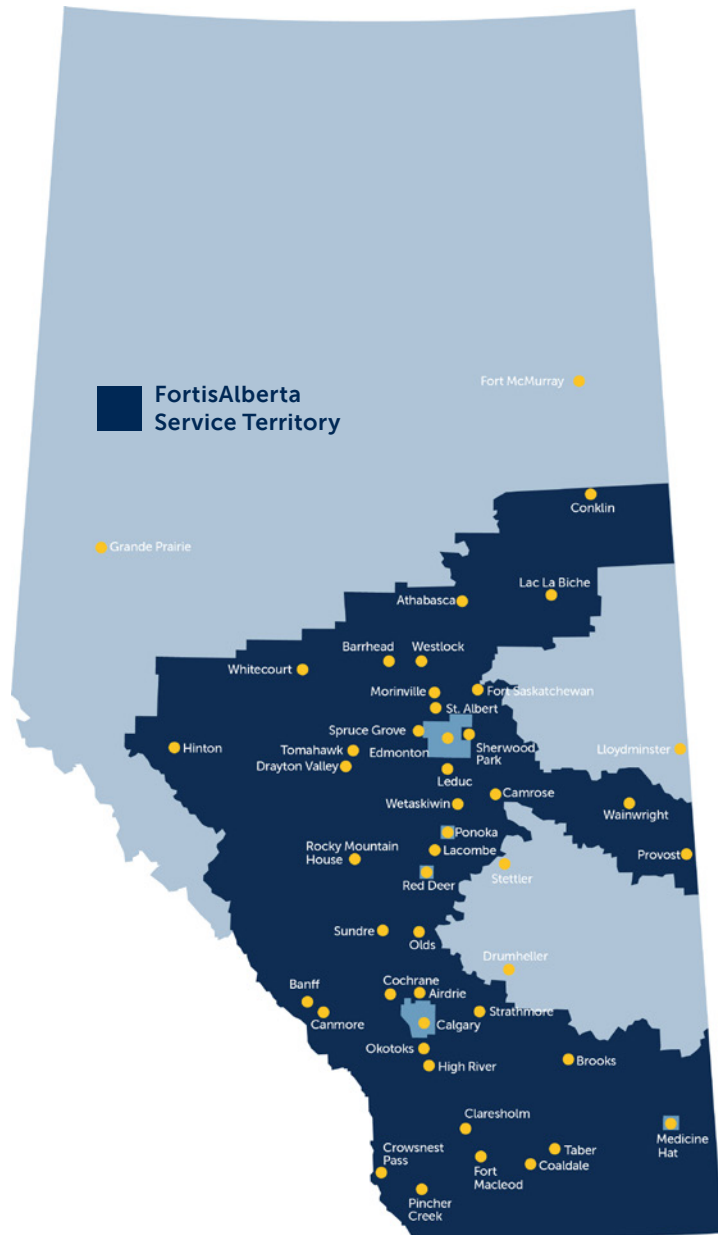 FortisAlberta
Service Territory
Fort McMurray
Conklin
Grande Prairie
Lac La Biche
Athabasca
Barrhead
Westlock
Whitecourt
Morinville
Fort Saskatchewan
St. Albert
Spruce Grove
Hinton
Tomahawk
Edmonton
Sherwood
Park
Lloydminster
Drayton Valley
Leduc
Camrose
Wetaskiwin
Wainwright
Ponoka
Rocky Mountain
House
Lacombe
Provost
Stettler
Red Deer
Sundre
Olds
Drumheller
Banff
Cochrane
Airdrie
Canmore
Strathmore
Calgary
Okotoks
High River
Brooks
Claresholm
Medicine
Hat
Crowsnest
Pass
Taber
Fort
Macleod
Coaldale
Pincher
Creek